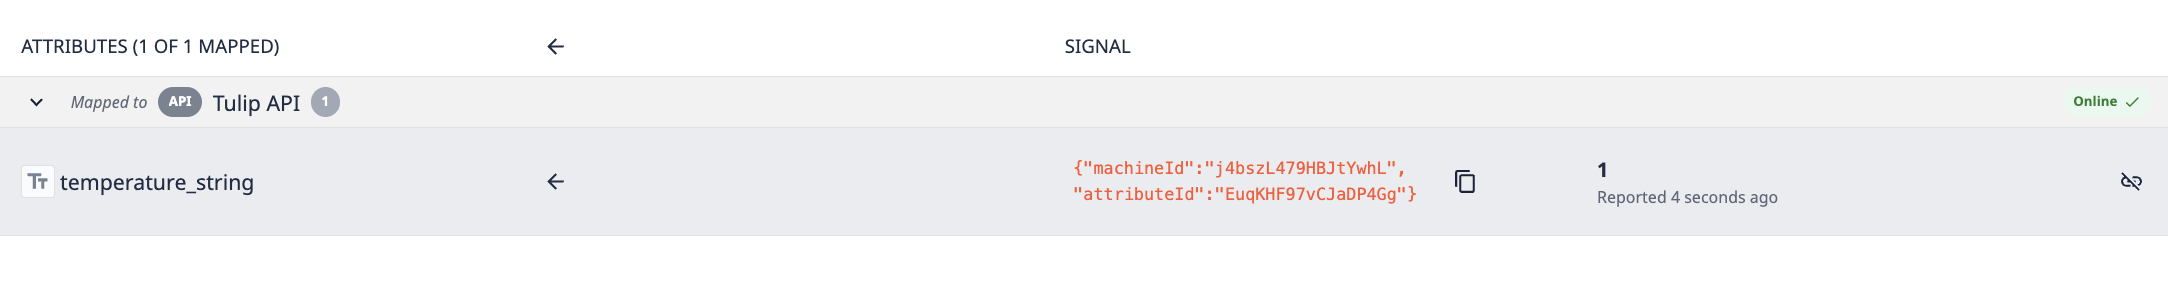 ATTRIBUTES (1 OF 1 MAPPED) ← SIGNAL
Mapped to API Tulip API 1 Online ✓
Tт temperature_string ← {"machineId":"j4bszL479HBJtYwhL",
"attributeId":"EuqKHF97vCJaDP4Gg"}
1
Reported 4 seconds ago